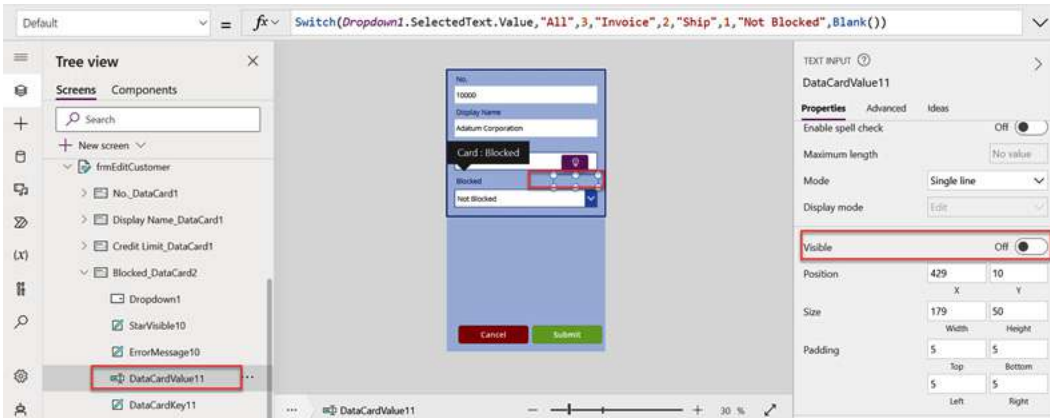 Default
=
fx
Switch(Dropdown1.SelectedText.Value,"All",3,"Invoice",2,"Ship",1,"Not Blocked",Blank())
Tree view
Screens Components
Search
New screen
frmEditCustomer
No._DataCard1
Display Name_DataCard1
Credit Limit_DataCard1
Blocked_DataCard2
Dropdown1
StarVisible10
ErrorMessage10
DataCardValue11
DataCardKey11
No.
10000
Display Name
Adatum Corporation
Card : Blocked
Blocked
Not Blocked
Cancel Submit
DataCardValue11
30 %
TEXT INPUT
DataCardValue11
Properties Advanced Ideas
Enable spell check Off
Maximum length No value
Mode Single line
Display mode Edit
Visible Off
Position 429 10
X Y
Size 179 50
Width Height
Padding 5 5
Top Bottom
5 5
Left Right